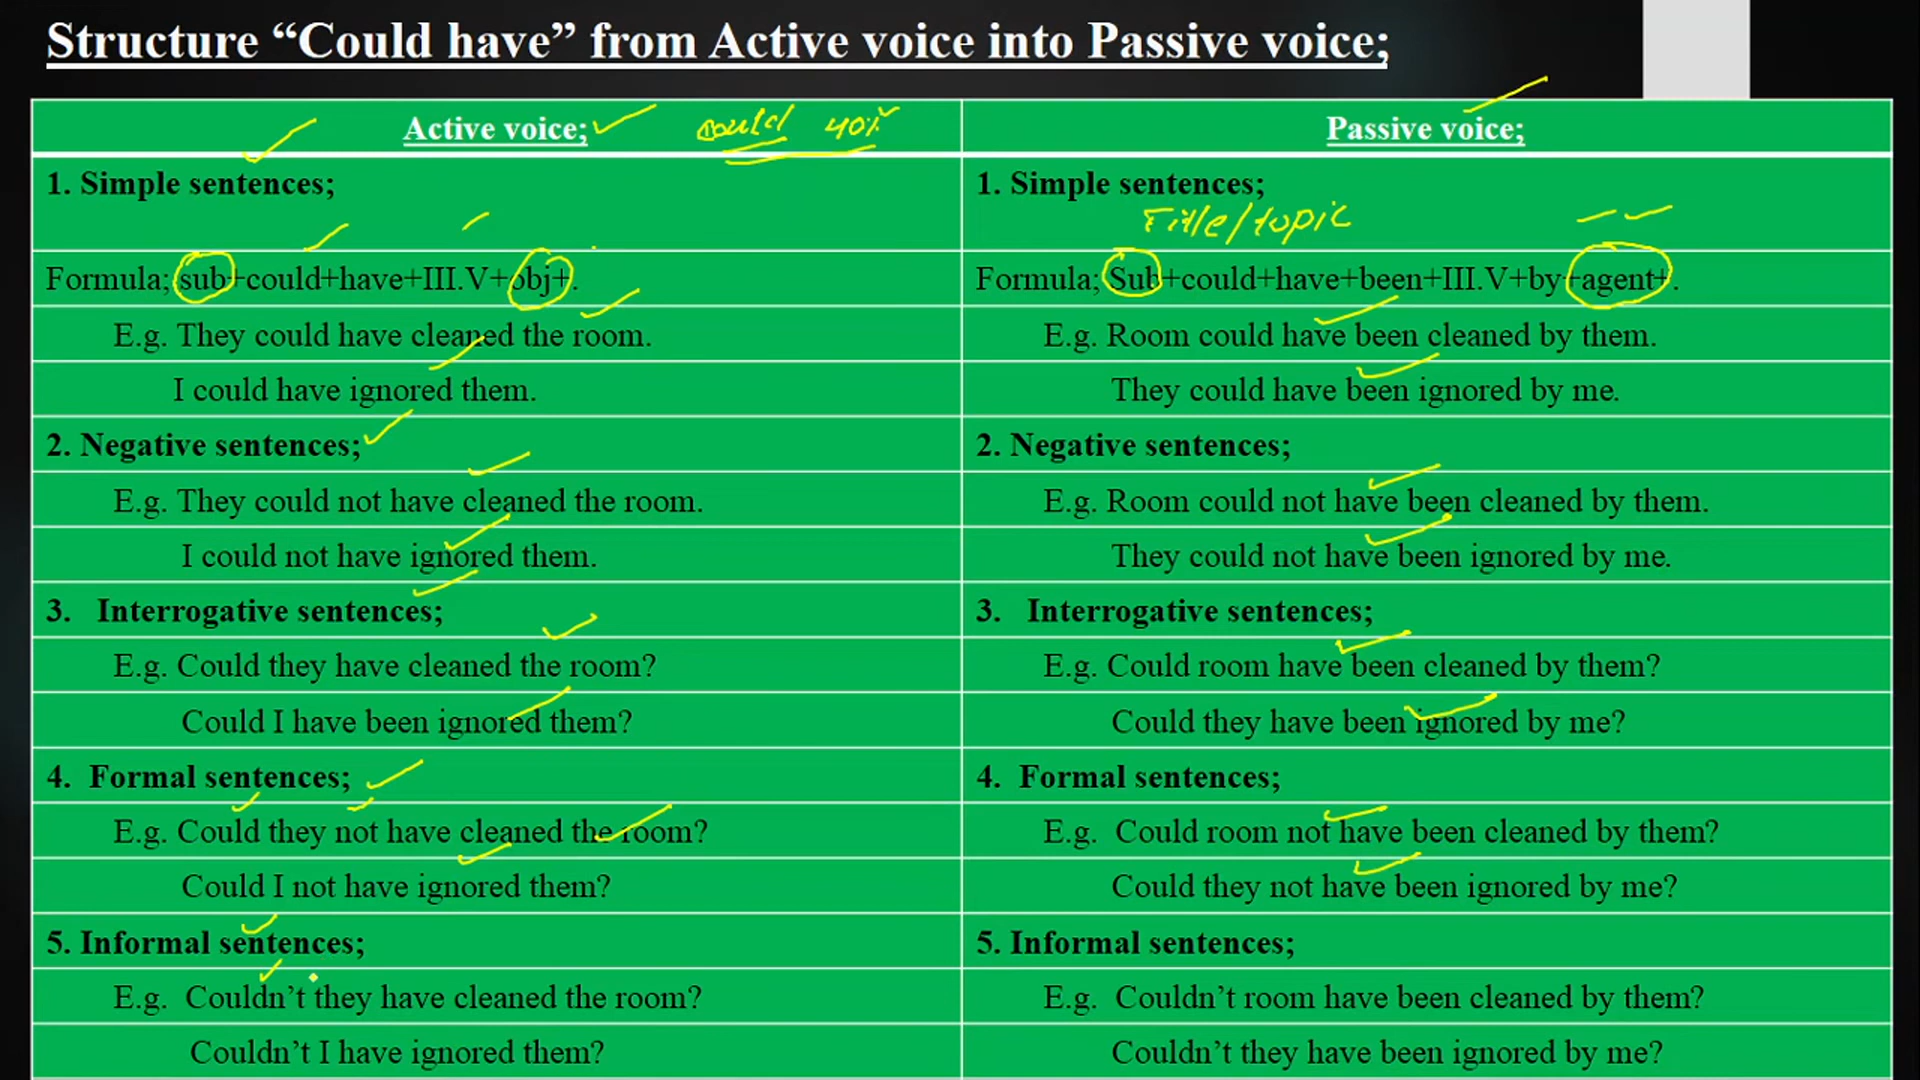 Structure “Could have” from Active voice into Passive voice;
Active voice; could 40%
Passive voice;
1. Simple sentences;
1. Simple sentences;
Title/topic
Formula; sub+could+have+III.V+obj+.
Formula; Sub+could+have+been+III.V+by+agent+.
E.g. They could have cleaned the room.
E.g. Room could have been cleaned by them.
I could have ignored them.
They could have been ignored by me.
2. Negative sentences;
2. Negative sentences;
E.g. They could not have cleaned the room.
E.g. Room could not have been cleaned by them.
I could not have ignored them.
They could not have been ignored by me.
3. Interrogative sentences;
3. Interrogative sentences;
E.g. Could they have cleaned the room?
E.g. Could room have been cleaned by them?
Could I have been ignored them?
Could they have been ignored by me?
4. Formal sentences;
4. Formal sentences;
E.g. Could they not have cleaned the room?
E.g. Could room not have been cleaned by them?
Could I not have ignored them?
Could they not have been ignored by me?
5. Informal sentences;
5. Informal sentences;
E.g. Couldn’t they have cleaned the room?
E.g. Couldn’t room have been cleaned by them?
Couldn’t I have ignored them?
Couldn’t they have been ignored by me?